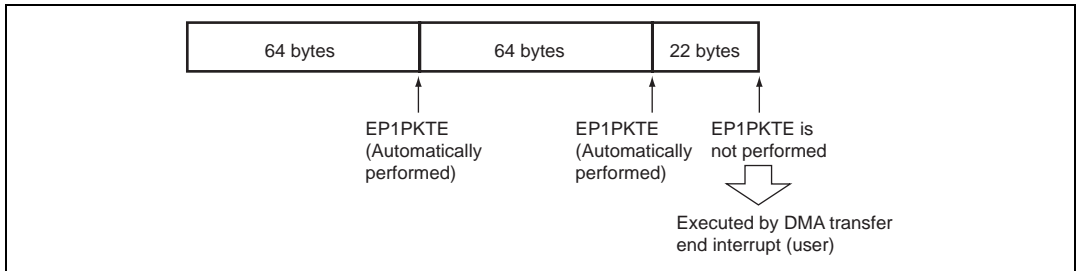 64 bytes
64 bytes
22 bytes
EP1PKTE
(Automatically
performed)
EP1PKTE
(Automatically
performed)
EP1PKTE is
not performed
Executed by DMA transfer
end interrupt (user)